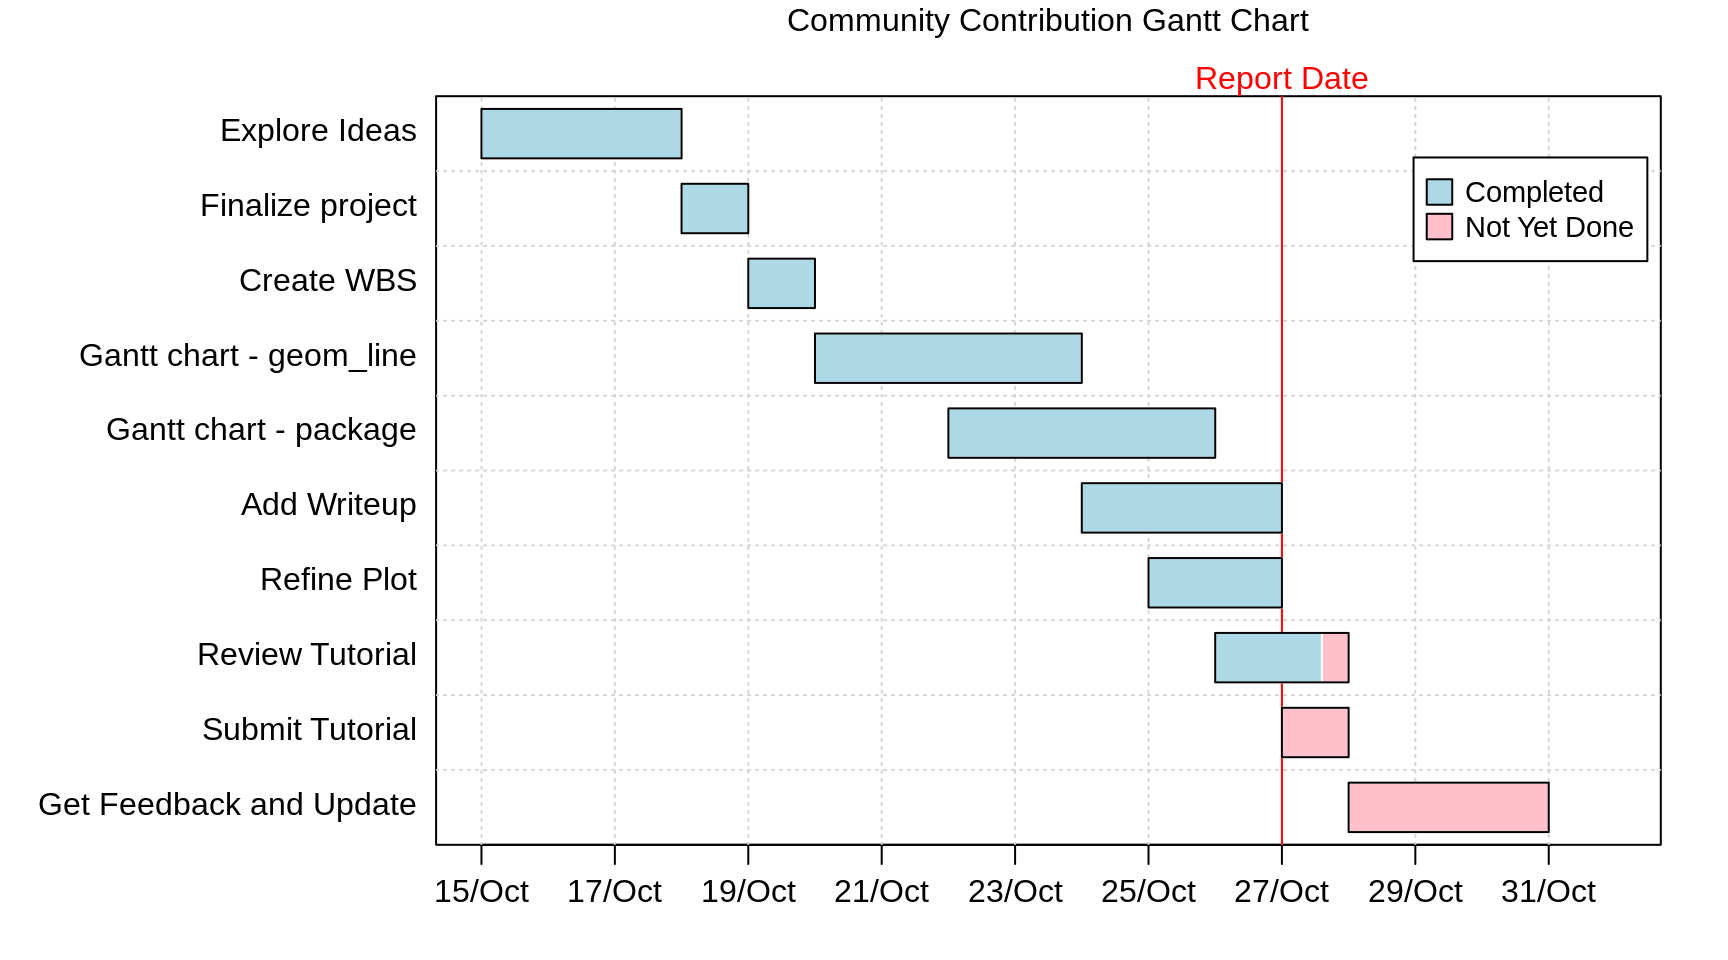 Community Contribution Gantt Chart
Report Date
Explore Ideas
Finalize project
Create WBS
Gantt chart - geom_line
Gantt chart - package
Add Writeup
Refine Plot
Review Tutorial
Submit Tutorial
Get Feedback and Update
Completed
Not Yet Done
15/Oct 17/Oct 19/Oct 21/Oct 23/Oct 25/Oct 27/Oct 29/Oct 31/Oct